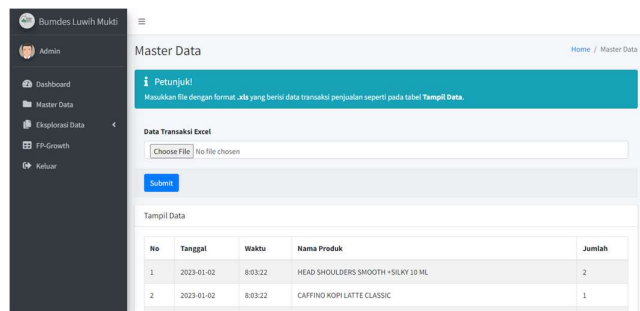 Bumdes Luwih Mukti
Admin
Dashboard
Master Data
Eksplorasi Data
FP-Growth
Keluar
Master Data
Home / Master Data
Petunjuk!
Masukkan file dengan format .xls yang berisi data transaksi penjualan seperti pada tabel Tampil Data.
Data Transaksi Excel
Choose File No file chosen
Submit
Tampil Data
No Tanggal Waktu Nama Produk Jumlah
1 2023-01-02 8:03:22 HEAD SHOULDERS SMOOTH +SILKY 10 ML 2
2 2023-01-02 8:03:22 CAFFINO KOPI LATTE CLASSIC 1